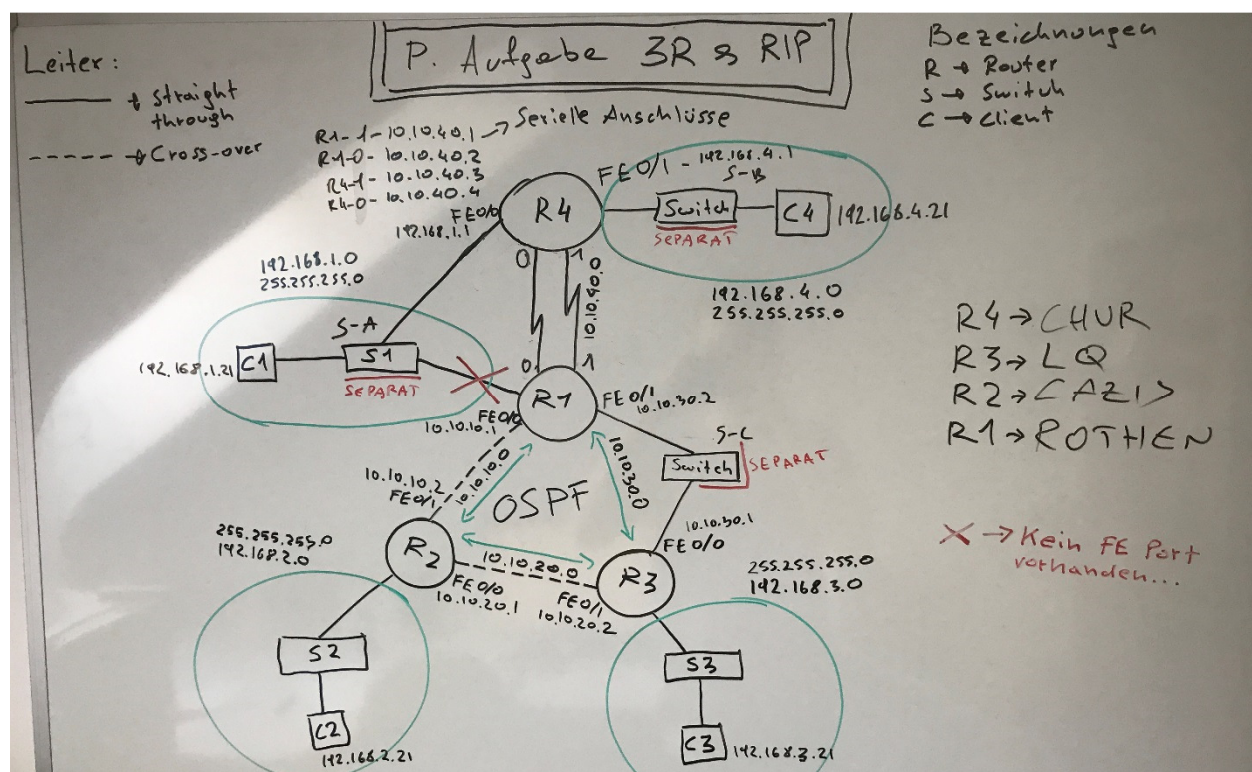 Leiter:
→ Straight
through
→ Cross-over
P. Aufgabe 3R & RIP
Bezeichnungen
R → Router
S → Switch
C → Client
R1-1-10.10.40.1 → Serielle Anschlüsse
R1-0-10.10.40.2
R4-1-10.10.40.3
R4-0-10.10.40.4
FE0/0
192.168.1.1
R4
FE0/1 - 192.168.4.1
S-B
Switch
SEPARAT
C4
192.168.4.21
192.168.4.0
255.255.255.0
0
1
10.10.40.0
0
1
192.168.1.0
255.255.255.0
S-A
192.168.1.21
C1
S1
SEPARAT
R1
FE0/0
10.10.10.1
FE0/1
10.10.30.2
R4 → CHUR
R3 → LQ
R2 → CAZIS
R1 → ROTHEN
S-C
Switch
SEPARAT
10.10.10.2
FE0/1
10.10.10.0
OSPF
10.10.30.0
10.10.30.1
FE0/0
X → Kein FE Port
vorhanden...
255.255.255.0
192.168.2.0
R2
10.10.20.0
FE0/0
10.10.20.1
FE0/1
10.10.20.2
R3
255.255.255.0
192.168.3.0
S2
C2
192.168.2.21
S3
C3
192.168.3.21